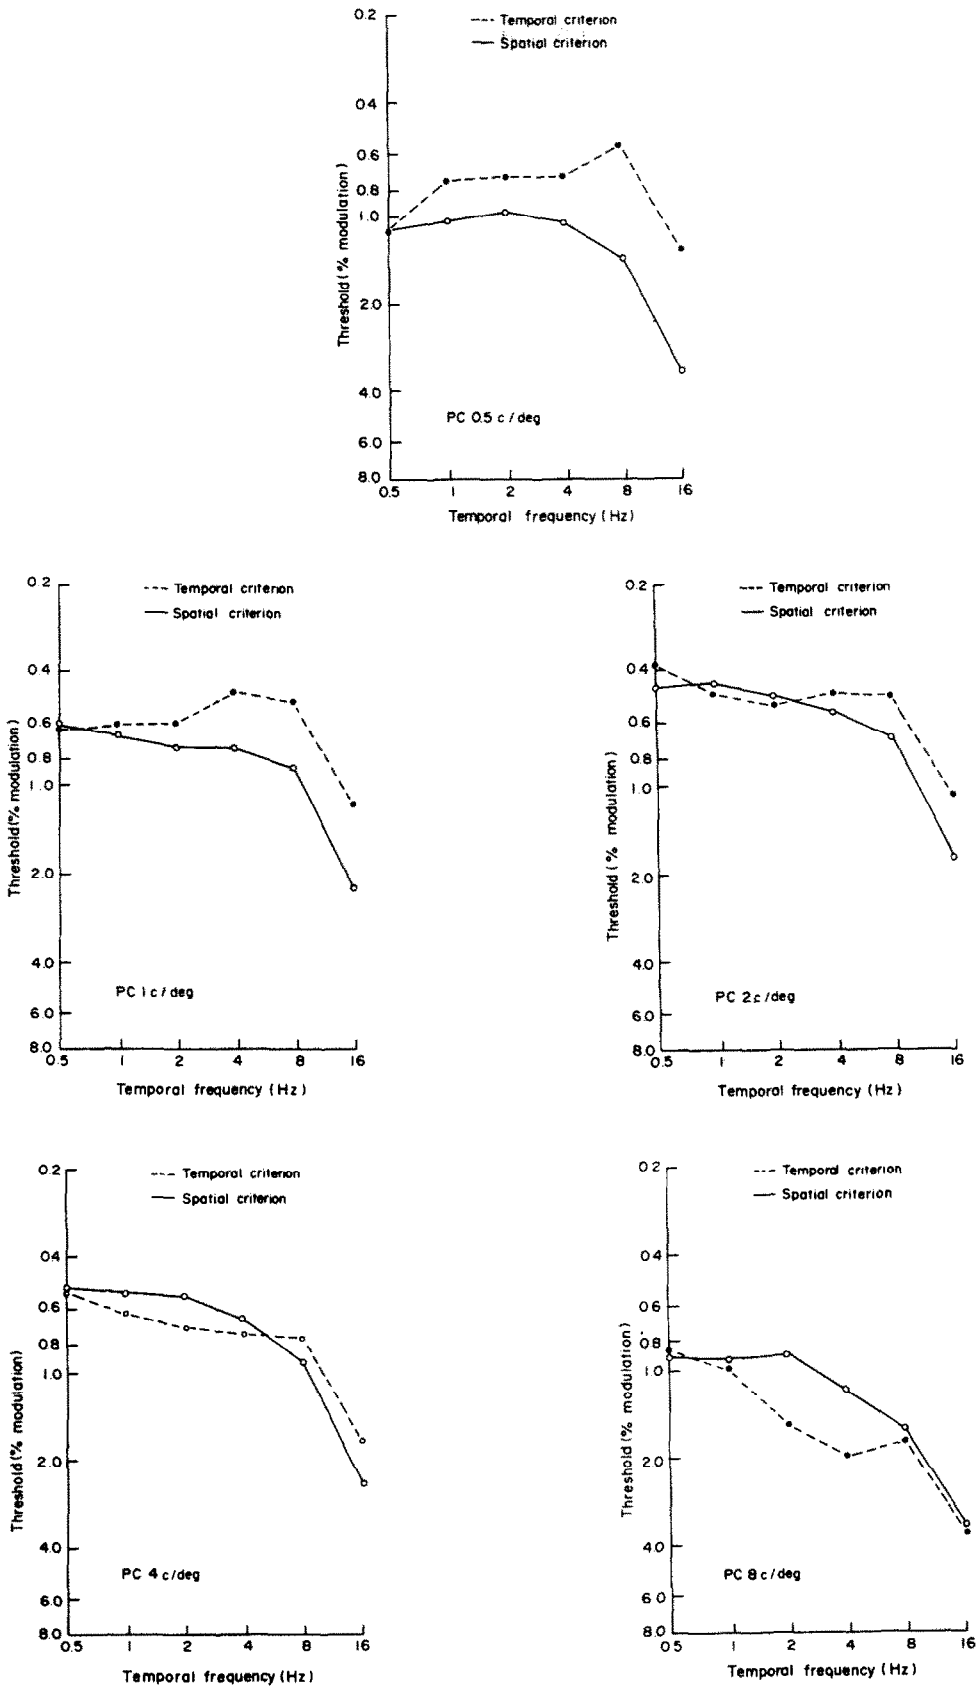 0.2
--- Temporal criterion
— Spatial criterion
0.4
0.6
0.8
1.0
2.0
4.0
6.0
8.0
Threshold (% modulation)
PC 0.5 c/deg
0.5 1 2 4 8 16
Temporal frequency (Hz)
0.2
--- Temporal criterion
— Spatial criterion
0.4
0.6
0.8
1.0
2.0
4.0
6.0
8.0
Threshold (% modulation)
PC 1 c/deg
0.5 1 2 4 8 16
Temporal frequency (Hz)
0.2
--- Temporal criterion
— Spatial criterion
0.4
0.6
0.8
1.0
2.0
4.0
6.0
8.0
Threshold (% modulation)
PC 2 c/deg
0.5 1 2 4 8 16
Temporal frequency (Hz)
0.2
--- Temporal criterion
— Spatial criterion
0.4
0.6
0.8
1.0
2.0
4.0
6.0
8.0
Threshold (% modulation)
PC 4 c/deg
0.5 1 2 4 8 16
Temporal frequency (Hz)
0.2
--- Temporal criterion
— Spatial criterion
0.4
0.6
0.8
1.0
2.0
4.0
6.0
8.0
Threshold (% modulation)
PC 8 c/deg
0.5 1 2 4 8 16
Temporal frequency (Hz)